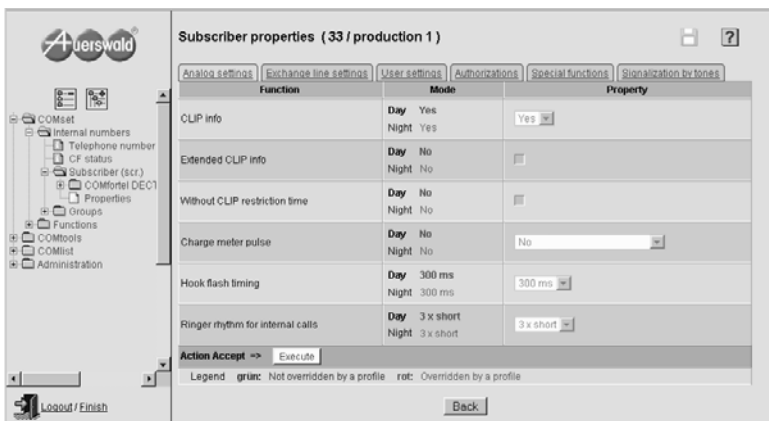 Auerswald
Subscriber properties ( 33 / production 1 )
?
Analog settings Exchange line settings User settings Authorizations Special functions Signalization by tones
Function Mode Property
CLIP info Day Yes Yes
Night Yes
Extended CLIP info Day No
Night No
Without CLIP restriction time Day No
Night No
Charge meter pulse Day No No
Night No
Hook flash timing Day 300 ms 300 ms
Night 300 ms
Ringer rhythm for internal calls Day 3 x short 3 x short
Night 3 x short
Action Accept => Execute
Legend grün: Not overridden by a profile rot: Overridden by a profile
Back
COMset
Internal numbers
Telephone number
CF status
Subscriber (scr.)
COMfortel DECT
Properties
Groups
Functions
COMtools
COMlist
Administration
Logout / Finish